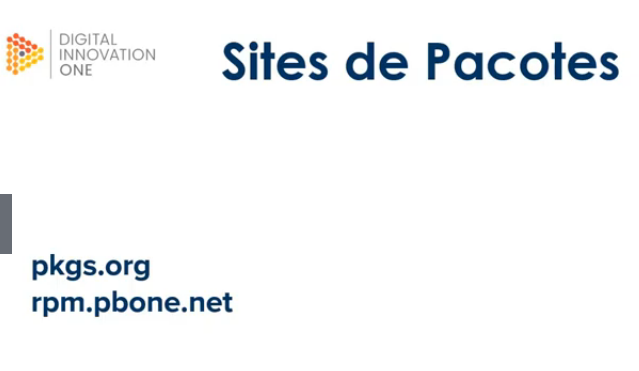 DIGITAL
INNOVATION
ONE
Sites de Pacotes
pkgs.org
rpm.pbone.net